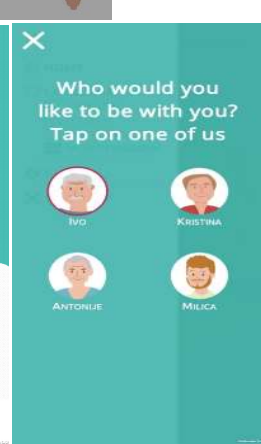 Who would you
like to be with you?
Tap on one of us
IVO
KRISTINA
ANTONIJE
MILICA